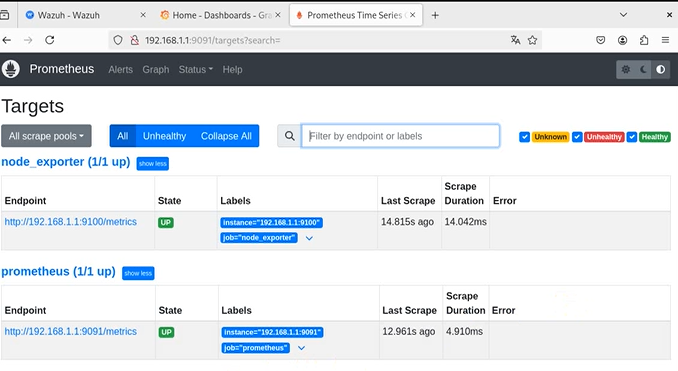 Wazuh - Wazuh
Home - Dashboards - Gra
Prometheus Time Series
192.168.1.1:9091/targets?search=
Prometheus Alerts Graph Status Help
Targets
All scrape pools All Unhealthy Collapse All Filter by endpoint or labels Unknown Unhealthy Healthy
node_exporter (1/1 up) show less
Endpoint State Labels Last Scrape Scrape Duration Error
http://192.168.1.1:9100/metrics UP instance="192.168.1.1:9100" 14.815s ago 14.042ms
job="node_exporter"
prometheus (1/1 up) show less
Endpoint State Labels Last Scrape Scrape Duration Error
http://192.168.1.1:9091/metrics UP instance="192.168.1.1:9091" 12.961s ago 4.910ms
job="prometheus"